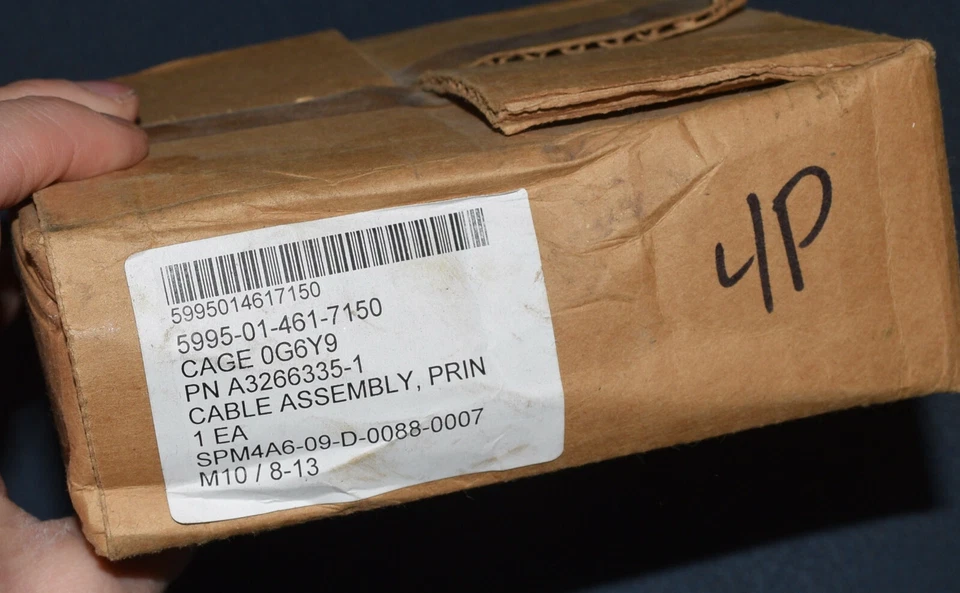 5995014617150
5995-01-461-7150
CAGE 0G6Y9
PN A3266335-1
CABLE ASSEMBLY, PRIN
1 EA
SPM4A6-09-D-0088-0007
M10 / 8-13
4P